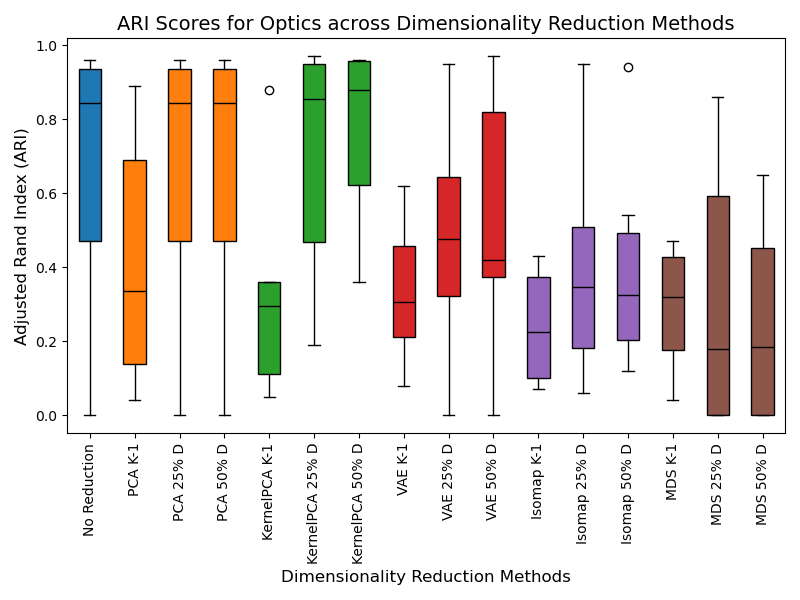 ARI Scores for Optics across Dimensionality Reduction Methods
Adjusted Rand Index (ARI)
1.0
0.8
0.6
0.4
0.2
0.0
No Reduction
PCA K-1
PCA 25% D
PCA 50% D
KernelPCA K-1
KernelPCA 25% D
KernelPCA 50% D
VAE K-1
VAE 25% D
VAE 50% D
Isomap K-1
Isomap 25% D
Isomap 50% D
MDS K-1
MDS 25% D
MDS 50% D
Dimensionality Reduction Methods